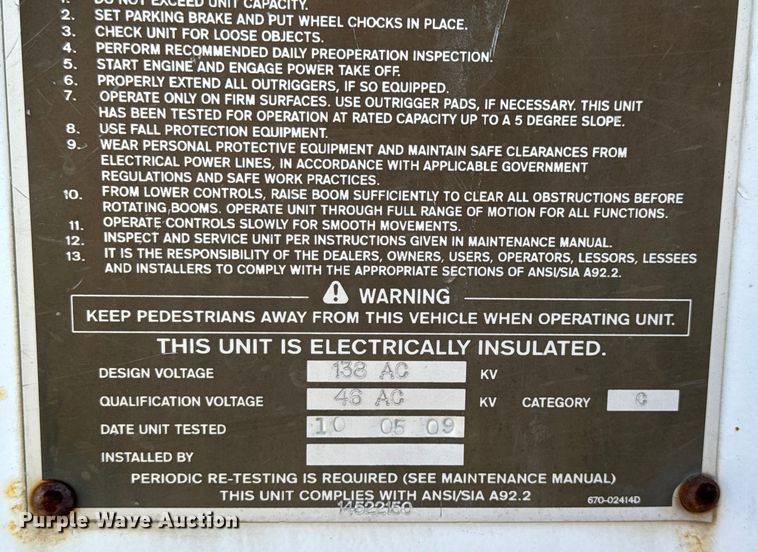 1. DO NOT EXCEED UNIT CAPACITY.
2. SET PARKING BRAKE AND PUT WHEEL CHOCKS IN PLACE.
3. CHECK UNIT FOR LOOSE OBJECTS.
4. PERFORM RECOMMENDED DAILY PREOPERATION INSPECTION.
5. START ENGINE AND ENGAGE POWER TAKE OFF.
6. PROPERLY EXTEND ALL OUTRIGGERS, IF SO EQUIPPED.
7. OPERATE ONLY ON FIRM SURFACES. USE OUTRIGGER PADS, IF NECESSARY. THIS UNIT
HAS BEEN TESTED FOR OPERATION AT RATED CAPACITY UP TO A 5 DEGREE SLOPE.
8. USE FALL PROTECTION EQUIPMENT.
9. WEAR PERSONAL PROTECTIVE EQUIPMENT AND MAINTAIN SAFE CLEARANCES FROM
ELECTRICAL POWER LINES, IN ACCORDANCE WITH APPLICABLE GOVERNMENT
REGULATIONS AND SAFE WORK PRACTICES.
10. FROM LOWER CONTROLS, RAISE BOOM SUFFICIENTLY TO CLEAR ALL OBSTRUCTIONS BEFORE
ROTATING BOOMS. OPERATE UNIT THROUGH FULL RANGE OF MOTION FOR ALL FUNCTIONS.
11. OPERATE CONTROLS SLOWLY FOR SMOOTH MOVEMENTS.
12. INSPECT AND SERVICE UNIT PER INSTRUCTIONS GIVEN IN MAINTENANCE MANUAL.
13. IT IS THE RESPONSIBILITY OF THE DEALERS, OWNERS, USERS, OPERATORS, LESSORS, LESSEES
AND INSTALLERS TO COMPLY WITH THE APPROPRIATE SECTIONS OF ANSI/SIA A92.2.
WARNING
KEEP PEDESTRIANS AWAY FROM THIS VEHICLE WHEN OPERATING UNIT.
THIS UNIT IS ELECTRICALLY INSULATED.
DESIGN VOLTAGE 138 AC KV
QUALIFICATION VOLTAGE 46 AC KV CATEGORY C
DATE UNIT TESTED 10 05 09
INSTALLED BY
PERIODIC RE-TESTING IS REQUIRED (SEE MAINTENANCE MANUAL)
THIS UNIT COMPLIES WITH ANSI/SIA A92.2 670-02414D
14522150
Purple Wave Auction